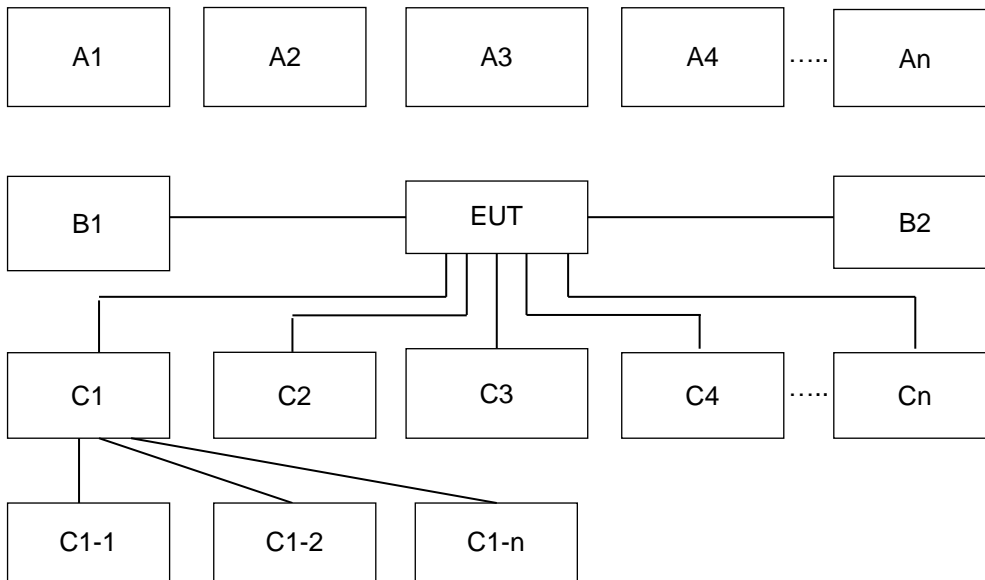 A1 A2 A3 A4 ….. An
B1 EUT B2
C1 C2 C3 C4 ….. Cn
C1-1 C1-2 C1-n